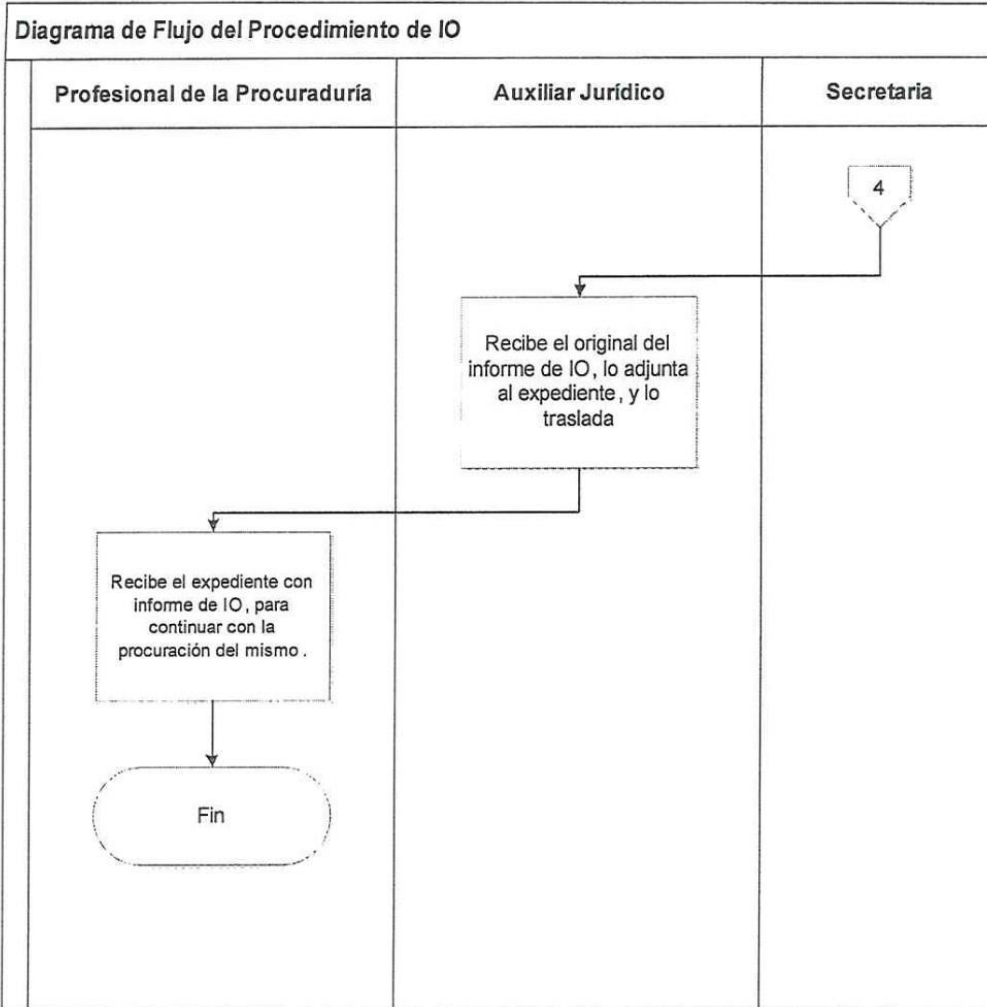 Diagrama de Flujo del Procedimiento de IO
Profesional de la Procuraduría
Auxiliar Jurídico
Secretaria
4
Recibe el original del
informe de IO, lo adjunta
al expediente, y lo
traslada
Recibe el expediente con
informe de IO, para
continuar con la
procuración del mismo.
Fin